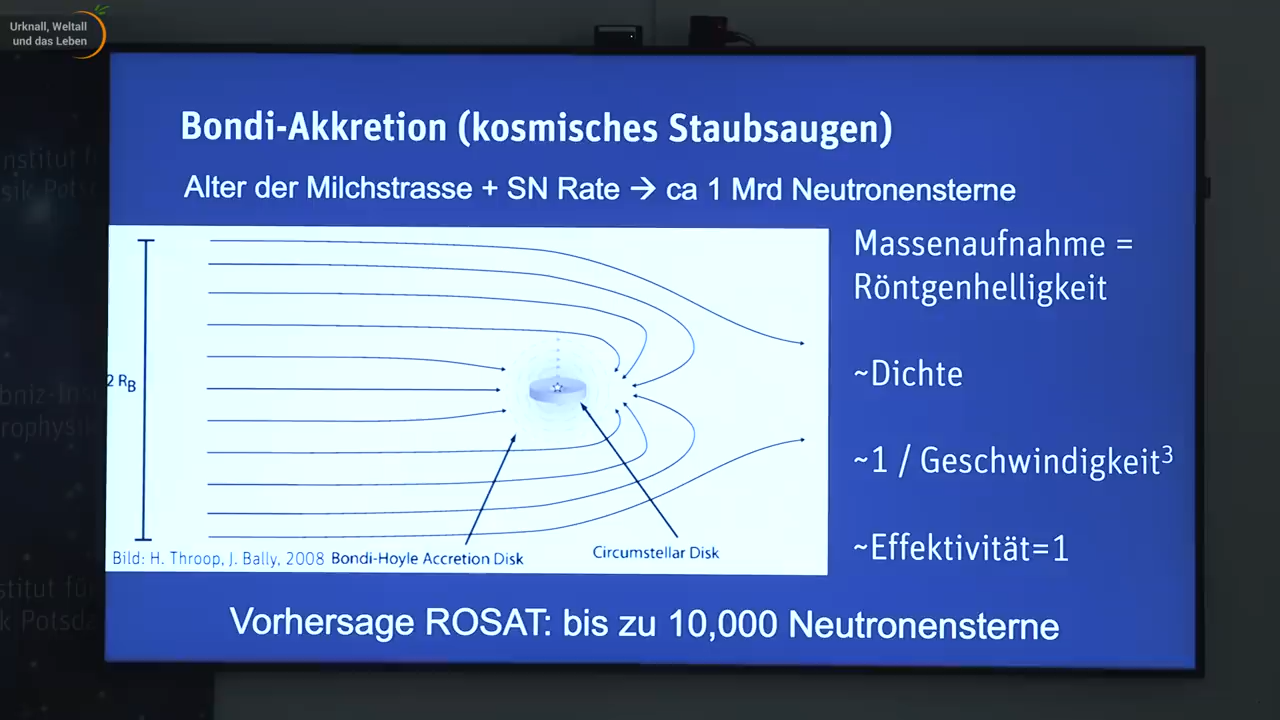 Urknall, Weltall
und das Leben
Bondi-Akkretion (kosmisches Staubsaugen)
Alter der Milchstrasse + SN Rate → ca 1 Mrd Neutronensterne
Massenaufnahme =
Röntgenhelligkeit
~Dichte
~1 / Geschwindigkeit³
~Effektivität=1
2 RB
Bild: H. Throop, J. Bally, 2008 Bondi-Hoyle Accretion Disk
Circumstellar Disk
Vorhersage ROSAT: bis zu 10,000 Neutronensterne